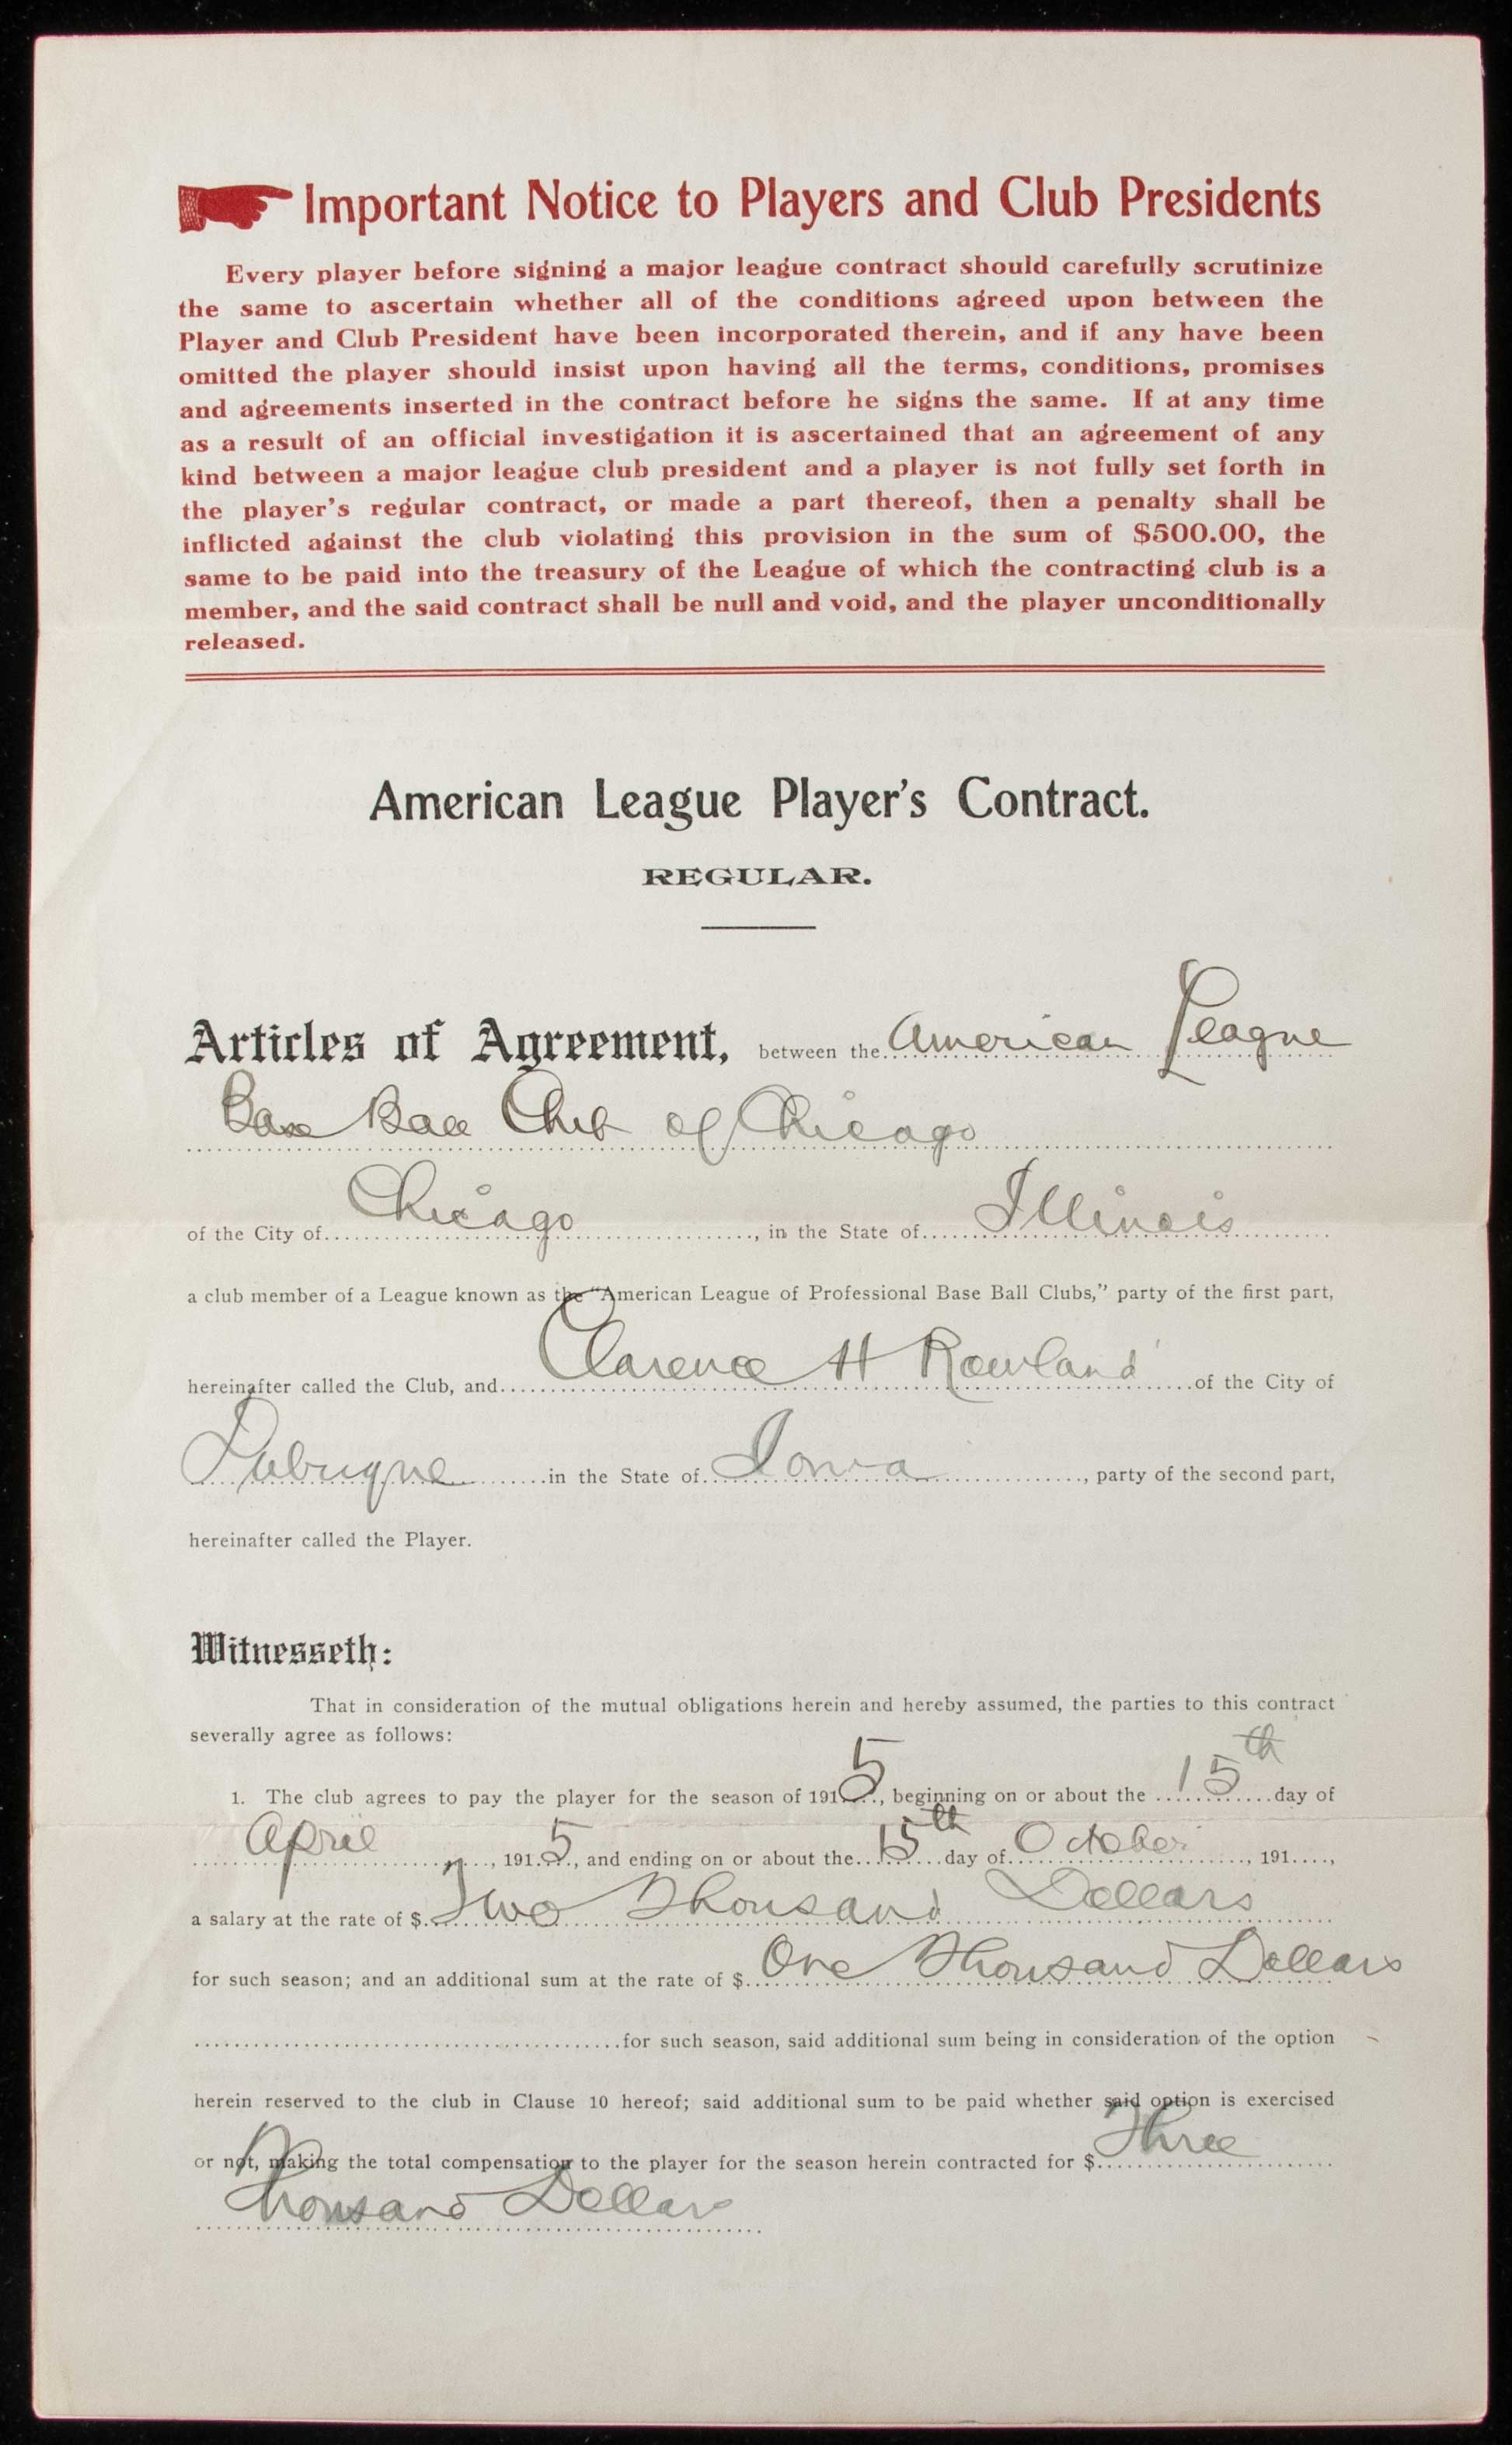 Important Notice to Players and Club Presidents
Every player before signing a major league contract should carefully scrutinize
the same to ascertain whether all of the conditions agreed upon between the
Player and Club President have been incorporated therein, and if any have been
omitted the player should insist upon having all the terms, conditions, promises
and agreements inserted in the contract before he signs the same. If at any time
as a result of an official investigation it is ascertained that an agreement of any
kind between a major league club president and a player is not fully set forth in
the player's regular contract, or made a part thereof, then a penalty shall be
inflicted against the club violating this provision in the sum of $500.00, the
same to be paid into the treasury of the League of which the contracting club is a
member, and the said contract shall be null and void, and the player unconditionally
released.
American League Player's Contract.
REGULAR.
Articles of Agreement, between the American League
Base Ball Club of Chicago
of the City of Chicago, in the State of Illinois
a club member of a League known as the "American League of Professional Base Ball Clubs," party of the first part,
hereinafter called the Club, and Clarence H Rowland of the City of
Dubuque in the State of Iowa, party of the second part,
hereinafter called the Player.
Witnesseth:
That in consideration of the mutual obligations herein and hereby assumed, the parties to this contract
severally agree as follows:
1. The club agrees to pay the player for the season of 1915, beginning on or about the 15th day of
April, 1915, and ending on or about the 15th day of October, 191....,
a salary at the rate of $ Two Thousand Dollars
for such season; and an additional sum at the rate of $ One Thousand Dollars
for such season, said additional sum being in consideration of the option
herein reserved to the club in Clause 10 hereof; said additional sum to be paid whether said option is exercised
or not, making the total compensation to the player for the season herein contracted for $ Three
Thousand Dollars